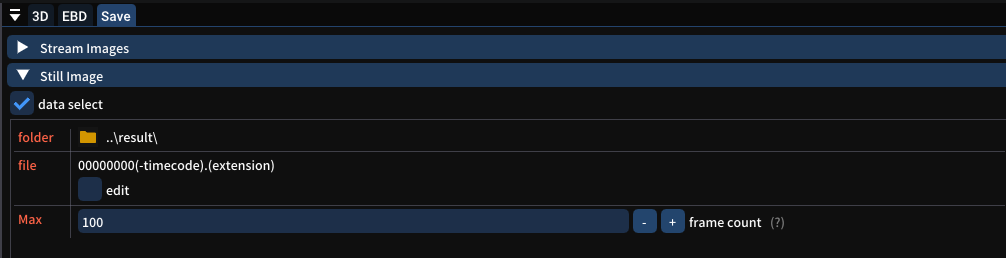 3D EBD Save
Stream Images
Still Image
data select
folder ..\result\
file 00000000(-timecode).(extension)
edit
Max 100 - + frame count (?)